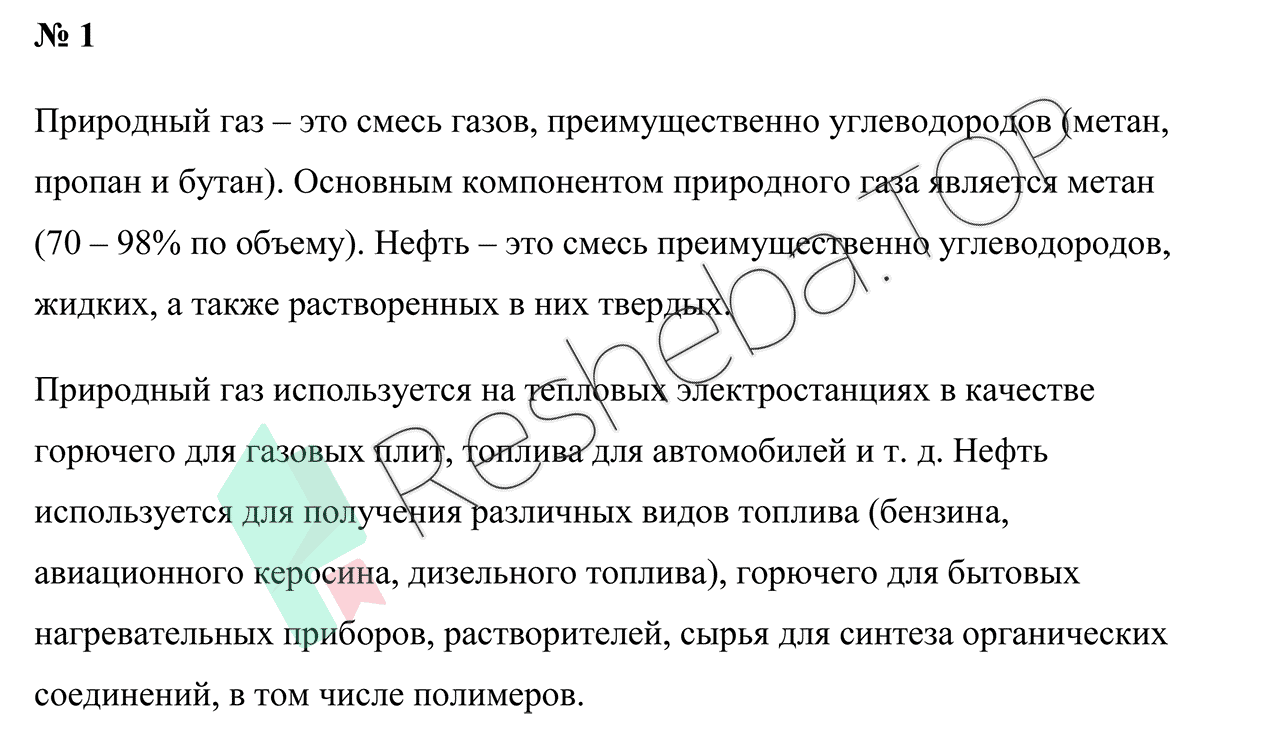 № 1
Природный газ – это смесь газов, преимущественно углеводородов (метан,
пропан и бутан). Основным компонентом природного газа является метан
(70 – 98% по объему). Нефть – это смесь преимущественно углеводородов,
жидких, а также растворенных в них твердых.
Природный газ используется на тепловых электростанциях в качестве
горючего для газовых плит, топлива для автомобилей и т. д. Нефть
используется для получения различных видов топлива (бензина,
авиационного керосина, дизельного топлива), горючего для бытовых
нагревательных приборов, растворителей, сырья для синтеза органических
соединений, в том числе полимеров.
Resheba.TOP